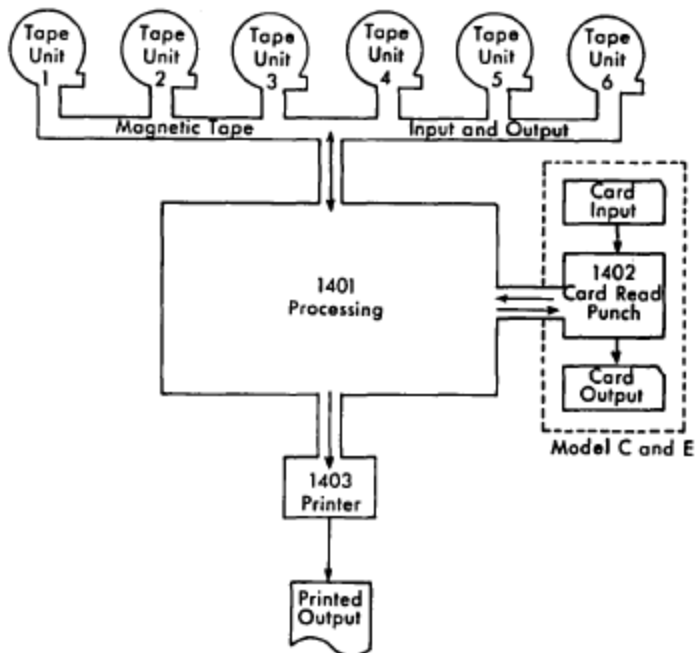 Tape Unit 1
Tape Unit 2
Tape Unit 3
Tape Unit 4
Tape Unit 5
Tape Unit 6
Magnetic Tape
Input and Output
Card
Input
1401
Processing
1402
Card Read
Punch
Card
Output
Model C and E
1403
Printer
Printed
Output